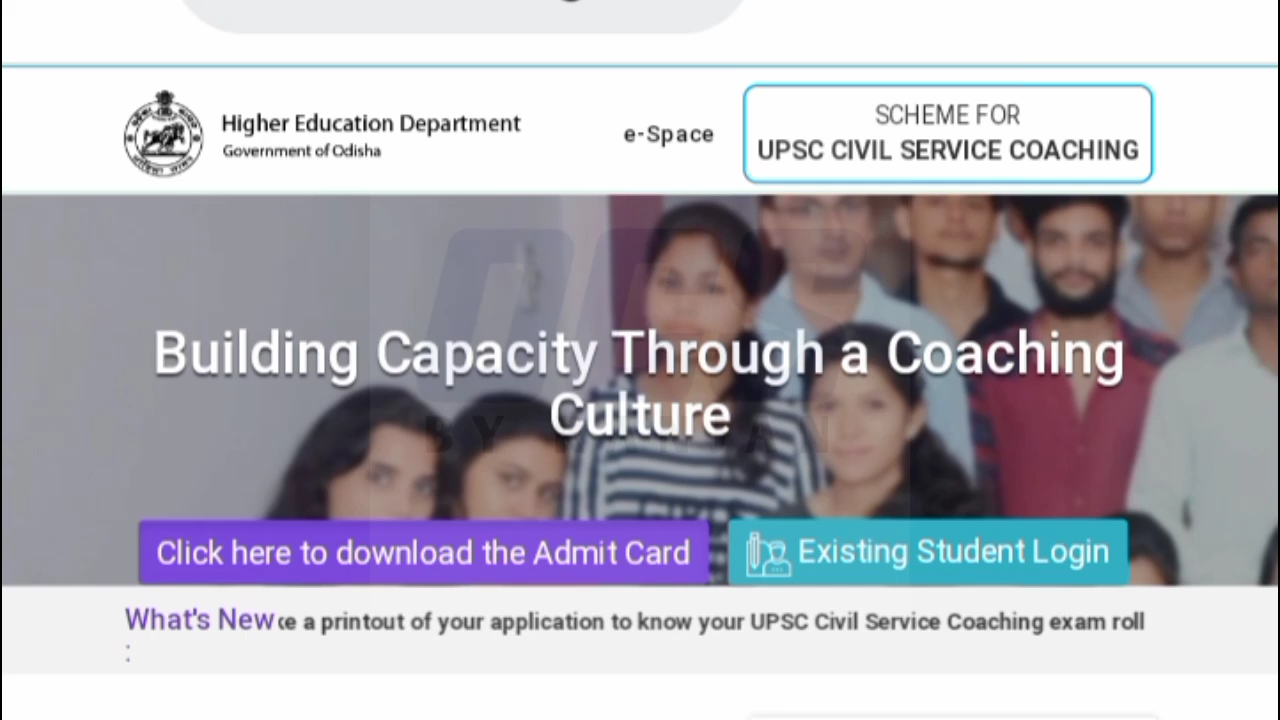 Higher Education Department
Government of Odisha
e-Space
SCHEME FOR
UPSC CIVIL SERVICE COACHING
Building Capacity Through a Coaching
Culture
Click here to download the Admit Card
Existing Student Login
What's New
:
e a printout of your application to know your UPSC Civil Service Coaching exam roll